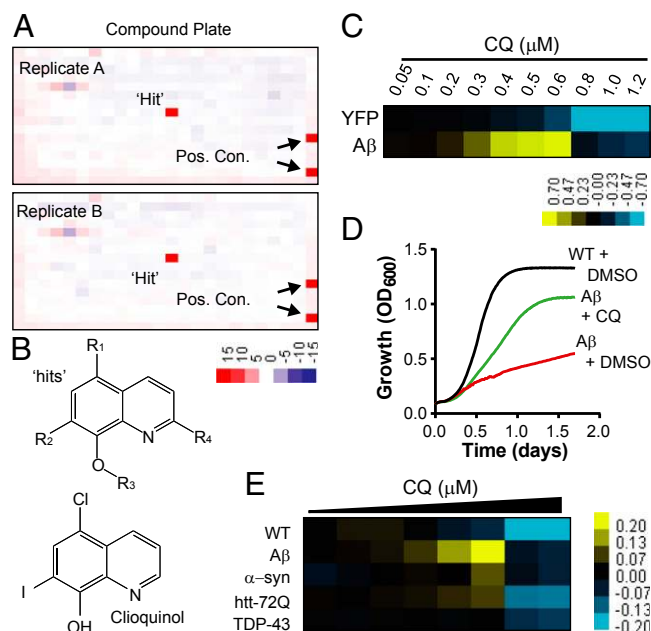 A
Compound Plate
Replicate A
'Hit'
Pos. Con.
Replicate B
'Hit'
Pos. Con.
B
'hits'
R1
R2
N
R4
O
R3
15
10
5
0
-5
-10
-15
Cl
I
N
OH
Clioquinol
C
CQ (μM)
0.05
0.1
0.2
0.3
0.4
0.5
0.6
0.8
1.0
1.2
YFP
Aβ
0.70
0.47
0.23
-0.00
-0.23
-0.47
-0.70
D
Growth (OD600)
1.5
1.0
0.5
0.0
0.0
0.5
1.0
1.5
2.0
Time (days)
WT +
DMSO
Aβ
+ CQ
Aβ
+ DMSO
E
CQ (μM)
WT
Aβ
α–syn
htt-72Q
TDP-43
0.20
0.13
0.07
0.00
-0.07
-0.13
-0.20